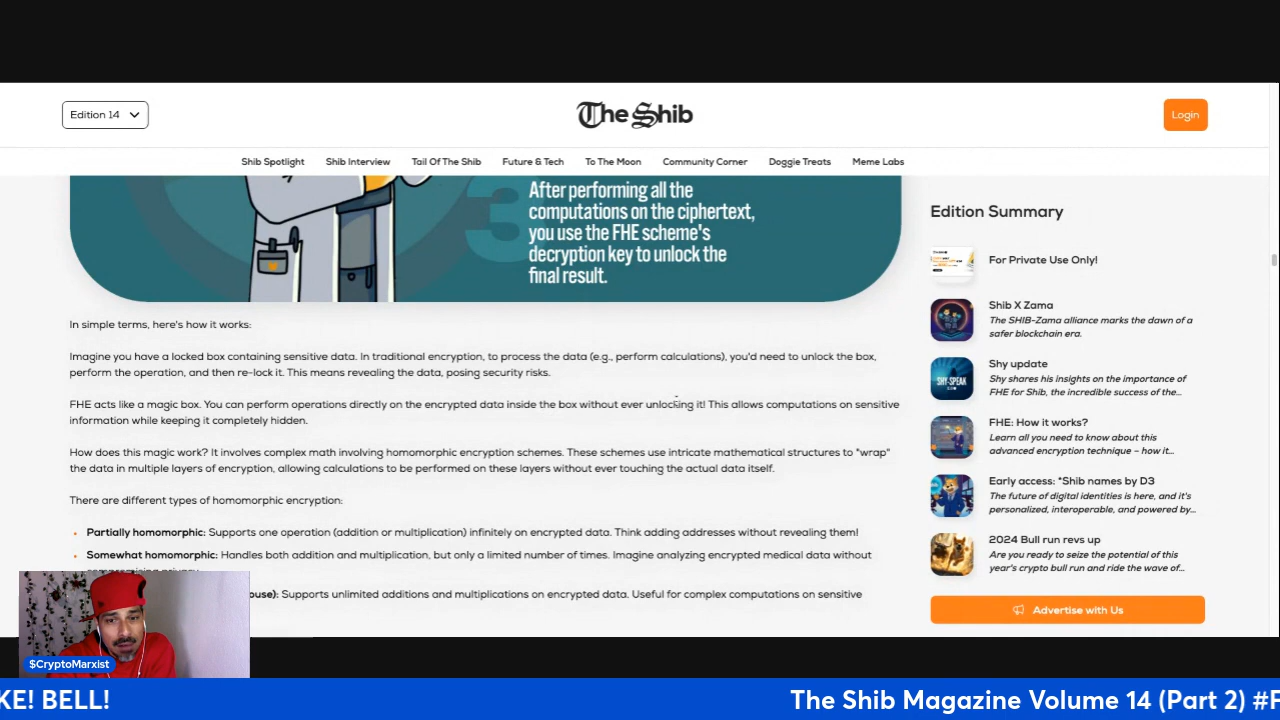 Edition 14
The Shib
Login
Shib Spotlight Shib Interview Tail Of The Shib Future & Tech To The Moon Community Corner Doggie Treats Meme Labs
3
After performing all the
computations on the ciphertext,
you use the FHE scheme's
decryption key to unlock the
final result.
In simple terms, here's how it works:
Imagine you have a locked box containing sensitive data. In traditional encryption, to process the data (e.g., perform calculations), you'd need to unlock the box,
perform the operation, and then re-lock it. This means revealing the data, posing security risks.
FHE acts like a magic box. You can perform operations directly on the encrypted data inside the box without ever unlocking it! This allows computations on sensitive
information while keeping it completely hidden.
How does this magic work? It involves complex math involving homomorphic encryption schemes. These schemes use intricate mathematical structures to "wrap"
the data in multiple layers of encryption, allowing calculations to be performed on these layers without ever touching the actual data itself.
There are different types of homomorphic encryption:
• Partially homomorphic: Supports one operation (addition or multiplication) infinitely on encrypted data. Think adding addresses without revealing them!
• Somewhat homomorphic: Handles both addition and multiplication, but only a limited number of times. Imagine analyzing encrypted medical data without
Supports unlimited additions and multiplications on encrypted data. Useful for complex computations on sensitive
Edition Summary
For Private Use Only!
Shib X Zama
The SHIB-Zama alliance marks the dawn of a
safer blockchain era.
Shy update
Shy shares his insights on the importance of
FHE for Shib, the incredible success of the...
SHY-SPEAK
FHE: How it works?
Learn all you need to know about this
advanced encryption technique – how it...
Early access: "Shib names by D3
The future of digital identities is here, and it's
personalized, interoperable, and powered by...
2024 Bull run revs up
Are you ready to seize the potential of this
year's crypto bull run and ride the wave of...
Advertise with Us
$CryptoMarxist
KE! BELL!
The Shib Magazine Volume 14 (Part 2) #F